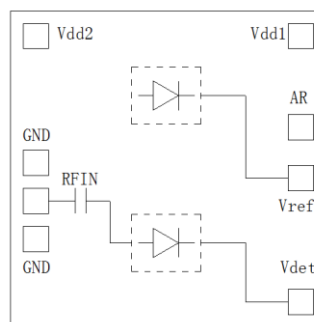 Vdd2
Vdd1
AR
GND
RFIN
Vref
GND
Vdet